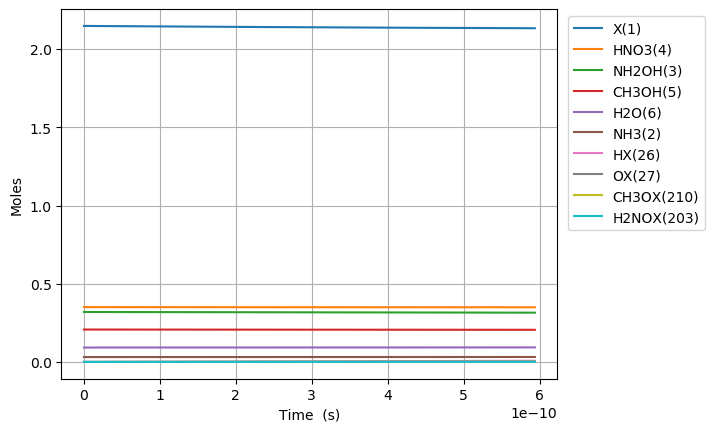 2.0
1.5
1.0
0.5
0.0
Moles
0 1 2 3 4 5 6
Time  (s)
1e−10
X(1)
HNO3(4)
NH2OH(3)
CH3OH(5)
H2O(6)
NH3(2)
HX(26)
OX(27)
CH3OX(210)
H2NOX(203)